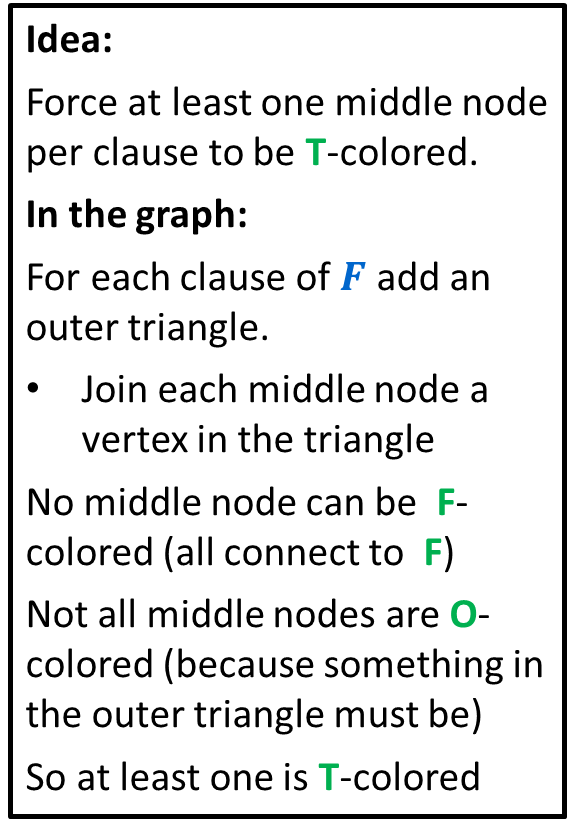 Idea:
Force at least one middle node
per clause to be T-colored.
In the graph:
For each clause of F add an
outer triangle.
• Join each middle node a
vertex in the triangle
No middle node can be F-
colored (all connect to F)
Not all middle nodes are O-
colored (because something in
the outer triangle must be)
So at least one is T-colored